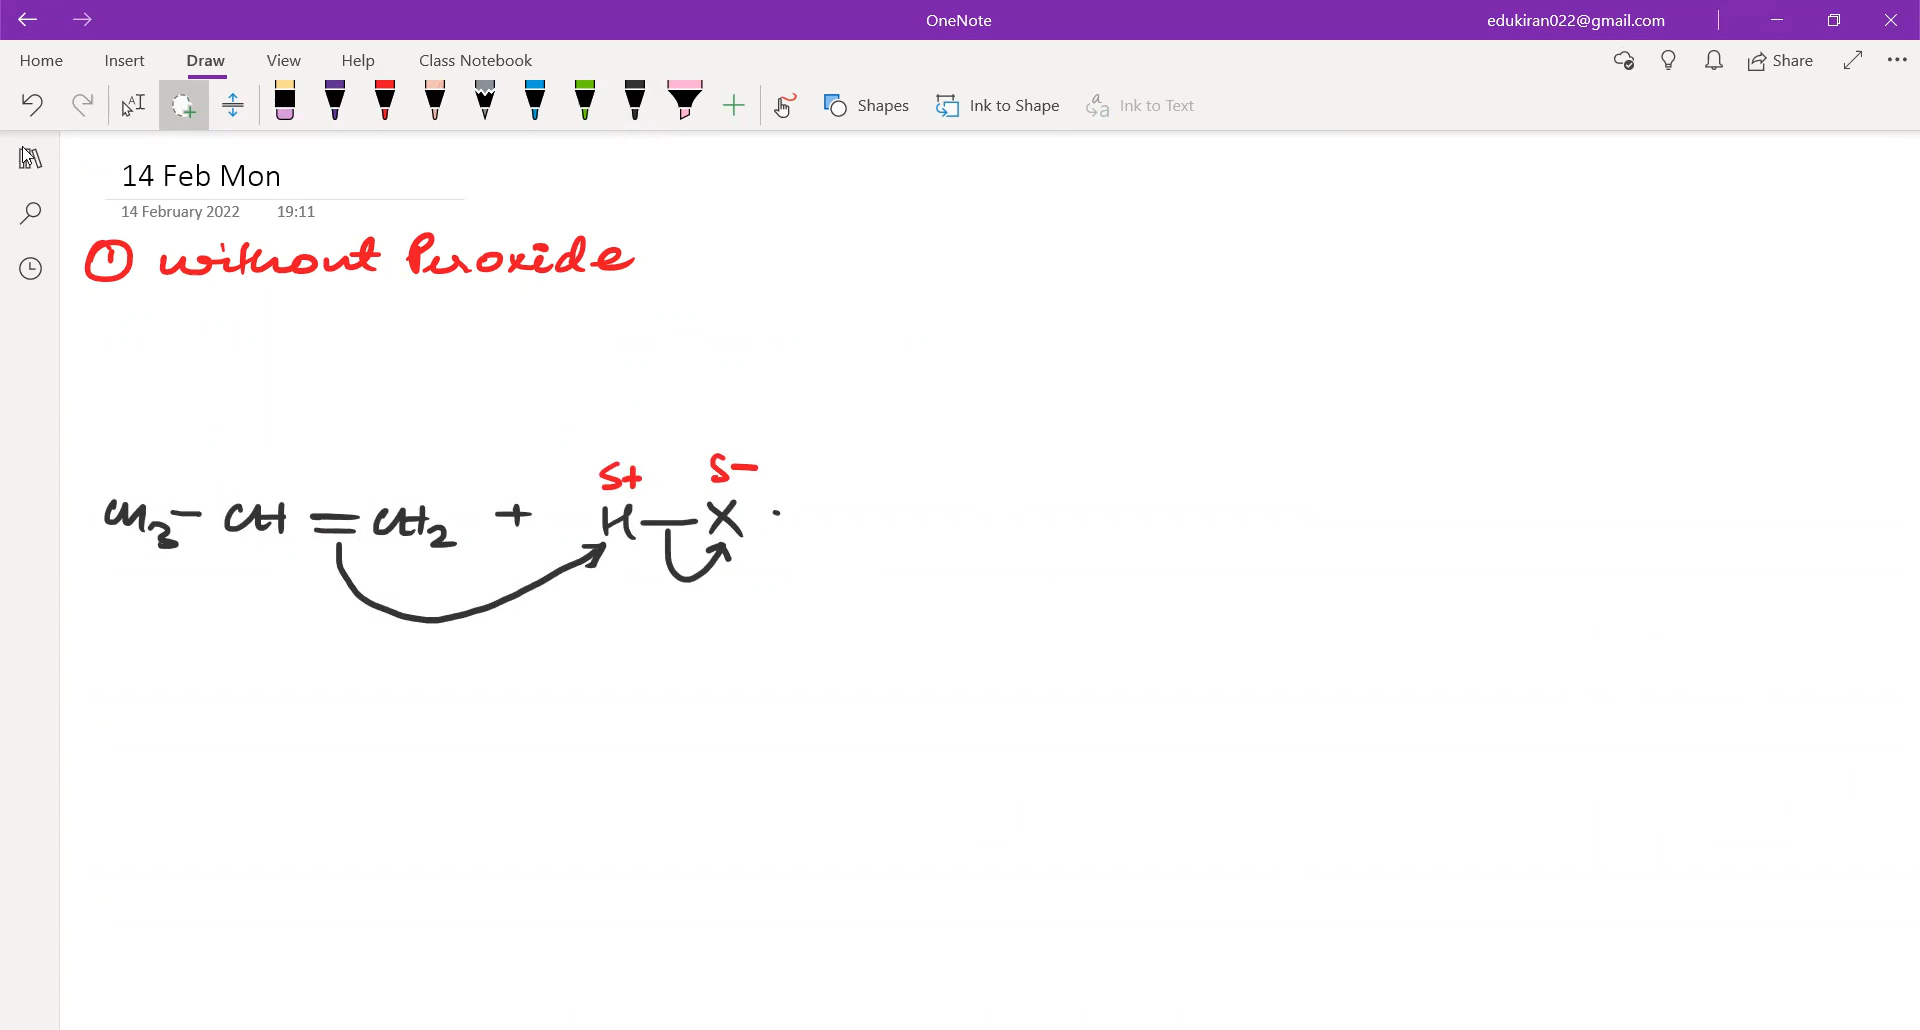 OneNote
edukiran022@gmail.com
Home Insert Draw View Help Class Notebook
Share
Shapes Ink to Shape Ink to Text
14 Feb Mon
14 February 2022 19:11
① without Peroxide
δ+ δ−
CH₃ − CH = CH₂ + H — X ·